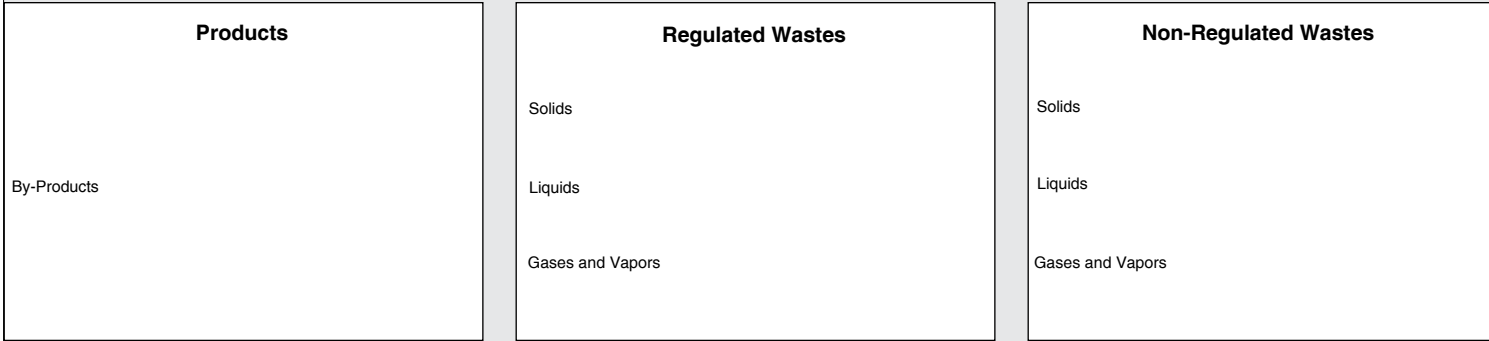 Products
By-Products
Regulated Wastes
Solids
Liquids
Gases and Vapors
Non-Regulated Wastes
Solids
Liquids
Gases and Vapors